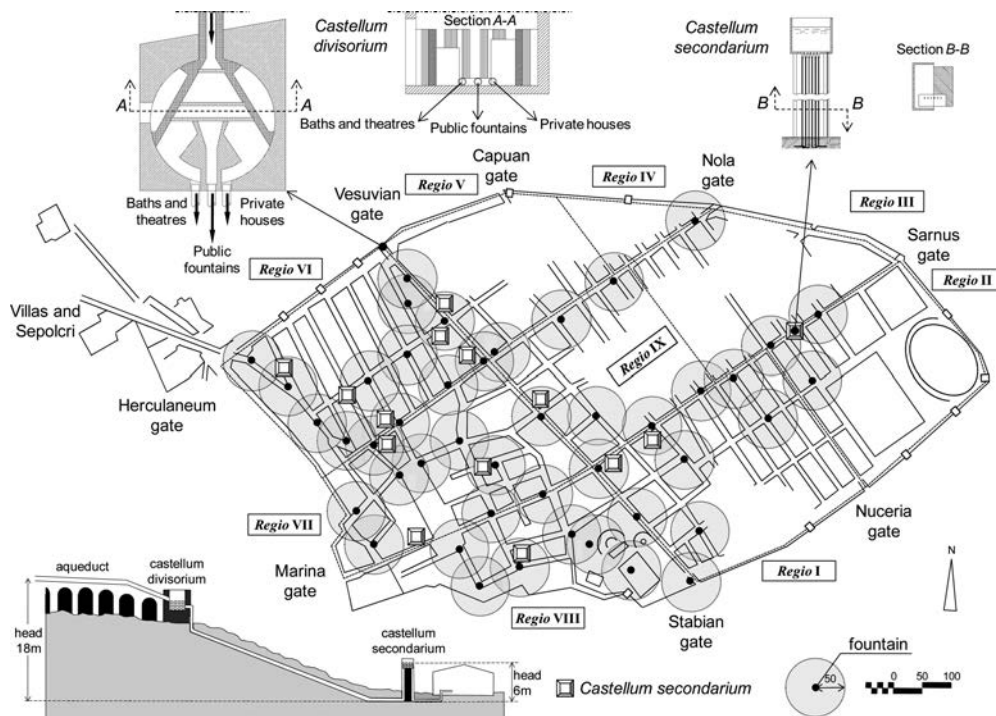 Castellum
divisorium
Section A-A
Baths and theatres
Public fountains
Private houses
Castellum
secondarium
Section B-B
A
A
B
B
Baths and
theatres
Private
houses
Public
fountains
Vesuvian
gate
Regio V
Capuan
gate
Regio IV
Nola
gate
Regio III
Sarnus
gate
Regio II
Regio VI
Villas and
Sepolcri
Regio IX
Herculaneum
gate
Regio VII
Nuceria
gate
Marina
gate
Regio I
Regio VIII
Stabian
gate
N
aqueduct
castellum
divisorium
head
18m
castellum
secondarium
head
6m
Castellum secondarium
fountain
50
0 50 100